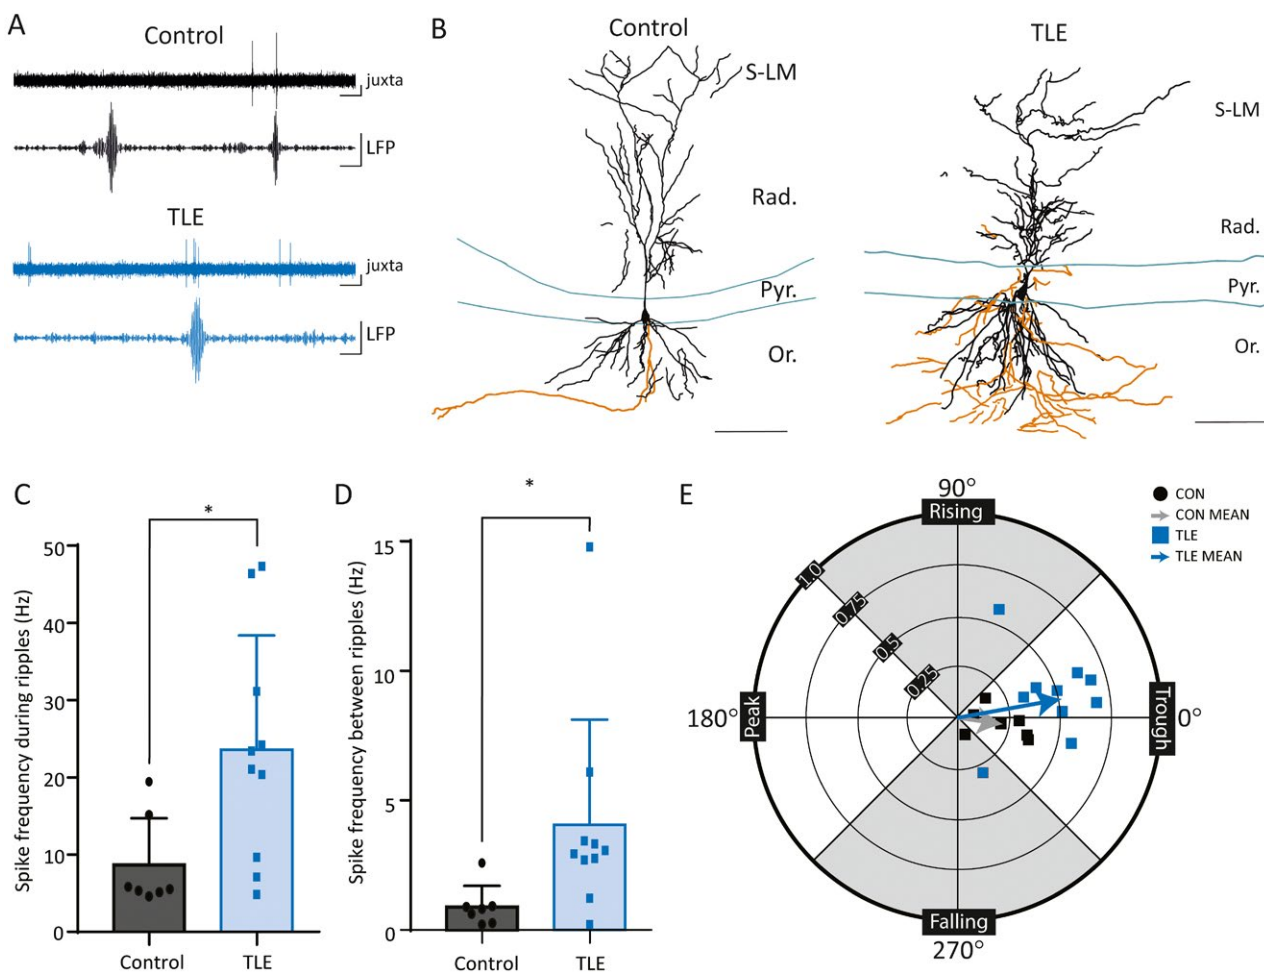 A
Control
juxta
LFP
TLE
juxta
LFP
B
Control
S-LM
Rad.
Pyr.
Or.
TLE
S-LM
Rad.
Pyr.
Or.
C
*
Spike frequency during ripples (Hz)
50
40
30
20
10
0
Control
TLE
D
*
Spike frequency between ripples (Hz)
15
10
5
0
Control
TLE
E
90°
Rising
1.0
0.75
0.5
0.25
180°
Peak
Trough
0°
Falling
270°
CON
CON MEAN
TLE
TLE MEAN